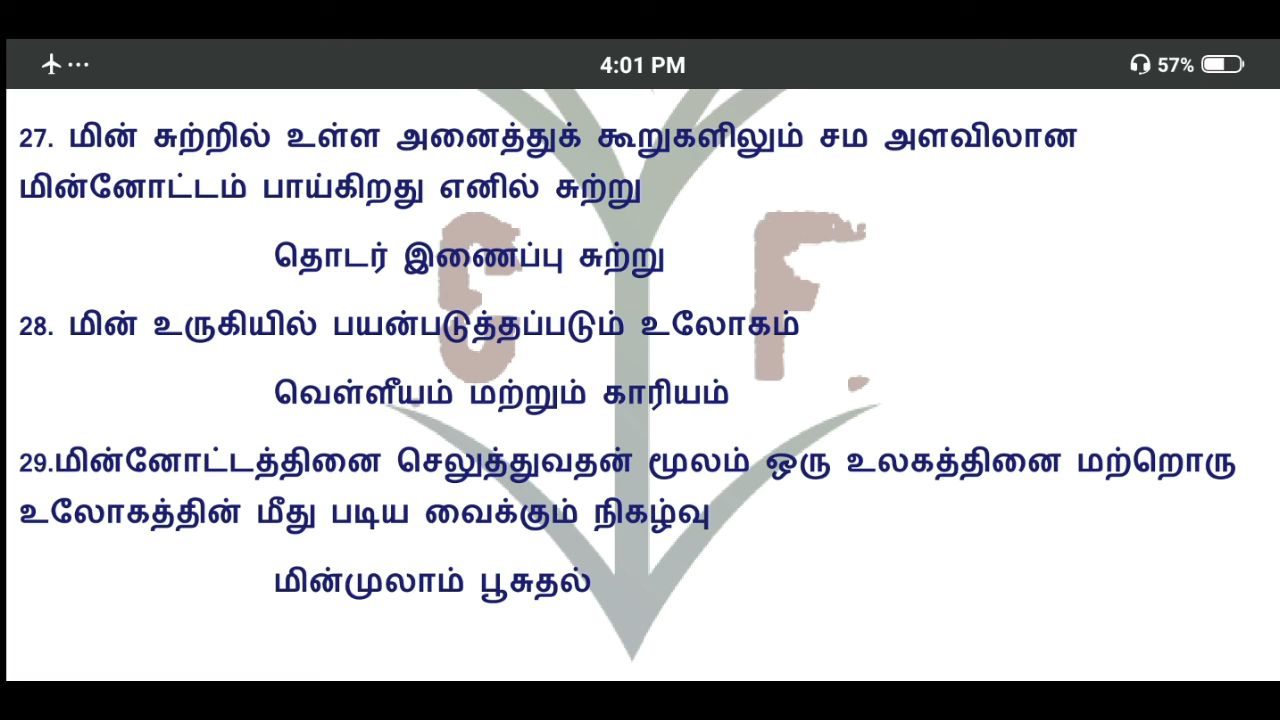 4:01 PM
57%
27. மின் சுற்றில் உள்ள அனைத்துக் கூறுகளிலும் சம அளவிலான
மின்னோட்டம் பாய்கிறது எனில் சுற்று
தொடர் இணைப்பு சுற்று
28. மின் உருகியில் பயன்படுத்தப்படும் உலோகம்
வெள்ளீயம் மற்றும் காரியம்
29.மின்னோட்டத்தினை செலுத்துவதன் மூலம் ஒரு உலகத்தினை மற்றொரு
உலோகத்தின் மீது படிய வைக்கும் நிகழ்வு
மின்முலாம் பூசுதல்
G F.